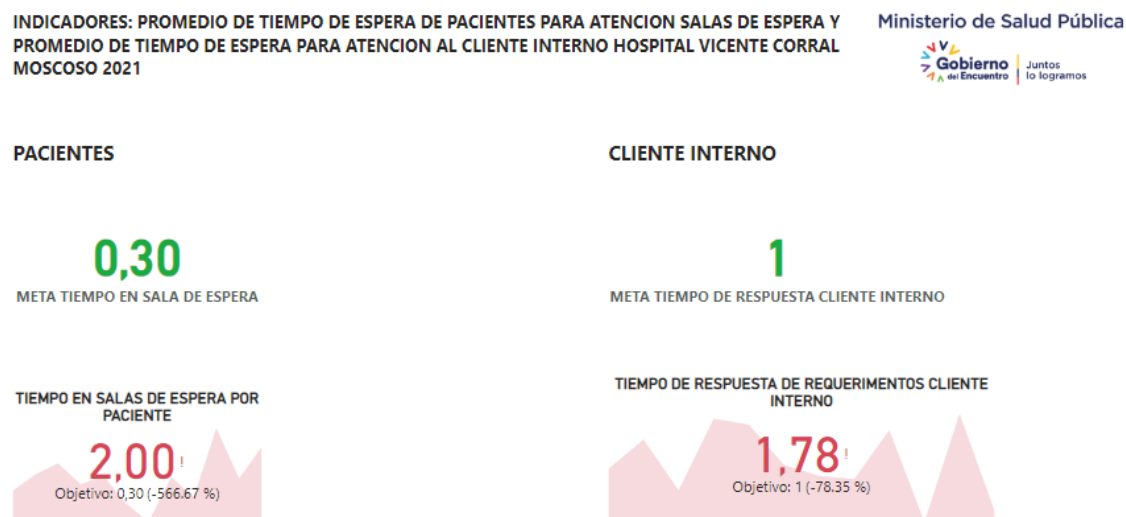 INDICADORES: PROMEDIO DE TIEMPO DE ESPERA DE PACIENTES PARA ATENCION SALAS DE ESPERA Y
PROMEDIO DE TIEMPO DE ESPERA PARA ATENCION AL CLIENTE INTERNO HOSPITAL VICENTE CORRAL
MOSCOSO 2021
Ministerio de Salud Pública
Gobierno
del Encuentro
Juntos
lo logramos
PACIENTES
0,30
META TIEMPO EN SALA DE ESPERA
TIEMPO EN SALAS DE ESPERA POR
PACIENTE
2,00!
Objetivo: 0,30 (-566.67 %)
CLIENTE INTERNO
1
META TIEMPO DE RESPUESTA CLIENTE INTERNO
TIEMPO DE RESPUESTA DE REQUERIMENTOS CLIENTE
INTERNO
1,78!
Objetivo: 1 (-78.35 %)